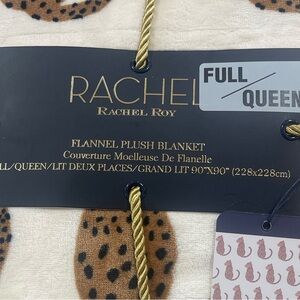 RACHEL
RACHEL ROY
FULL/
QUEEN
FLANNEL PLUSH BLANKET
Couverture Moelleuse De Flanelle
LL/QUEEN/LIT DEUX PLACES/GRAND LIT 90"X90" (228x228cm)